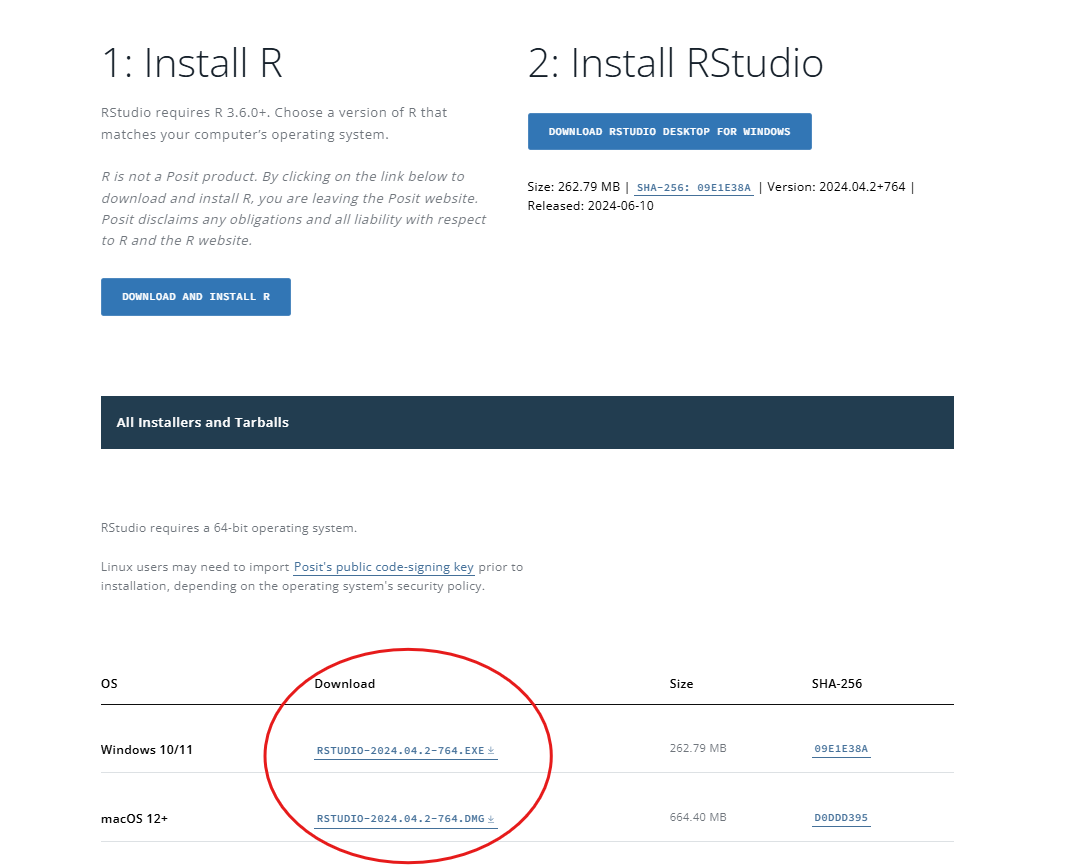 1: Install R
RStudio requires R 3.6.0+. Choose a version of R that
matches your computer's operating system.
R is not a Posit product. By clicking on the link below to
download and install R, you are leaving the Posit website.
Posit disclaims any obligations and all liability with respect
to R and the R website.
DOWNLOAD AND INSTALL R
2: Install RStudio
DOWNLOAD RSTUDIO DESKTOP FOR WINDOWS
Size: 262.79 MB | SHA-256: 09E1E38A | Version: 2024.04.2+764 |
Released: 2024-06-10
All Installers and Tarballs
RStudio requires a 64-bit operating system.
Linux users may need to import Posit's public code-signing key prior to
installation, depending on the operating system's security policy.
OS Download Size SHA-256
Windows 10/11 RSTUDIO-2024.04.2-764.EXE 262.79 MB 09E1E38A
macOS 12+ RSTUDIO-2024.04.2-764.DMG 664.40 MB D0DDD395